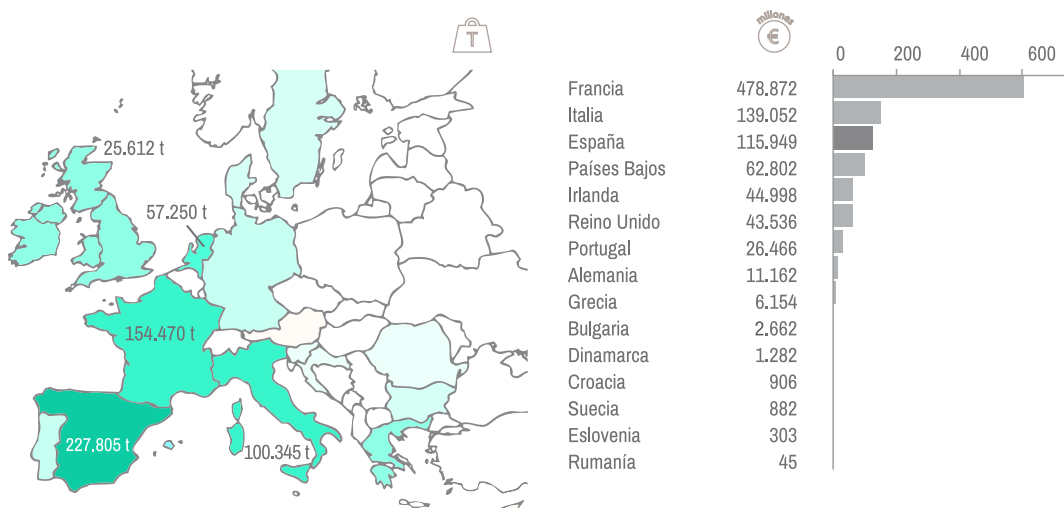 T
millones
€
0 200 400 600
25.612 t
57.250 t
154.470 t
227.805 t
100.345 t
Francia 478.872
Italia 139.052
España 115.949
Países Bajos 62.802
Irlanda 44.998
Reino Unido 43.536
Portugal 26.466
Alemania 11.162
Grecia 6.154
Bulgaria 2.662
Dinamarca 1.282
Croacia 906
Suecia 882
Eslovenia 303
Rumanía 45